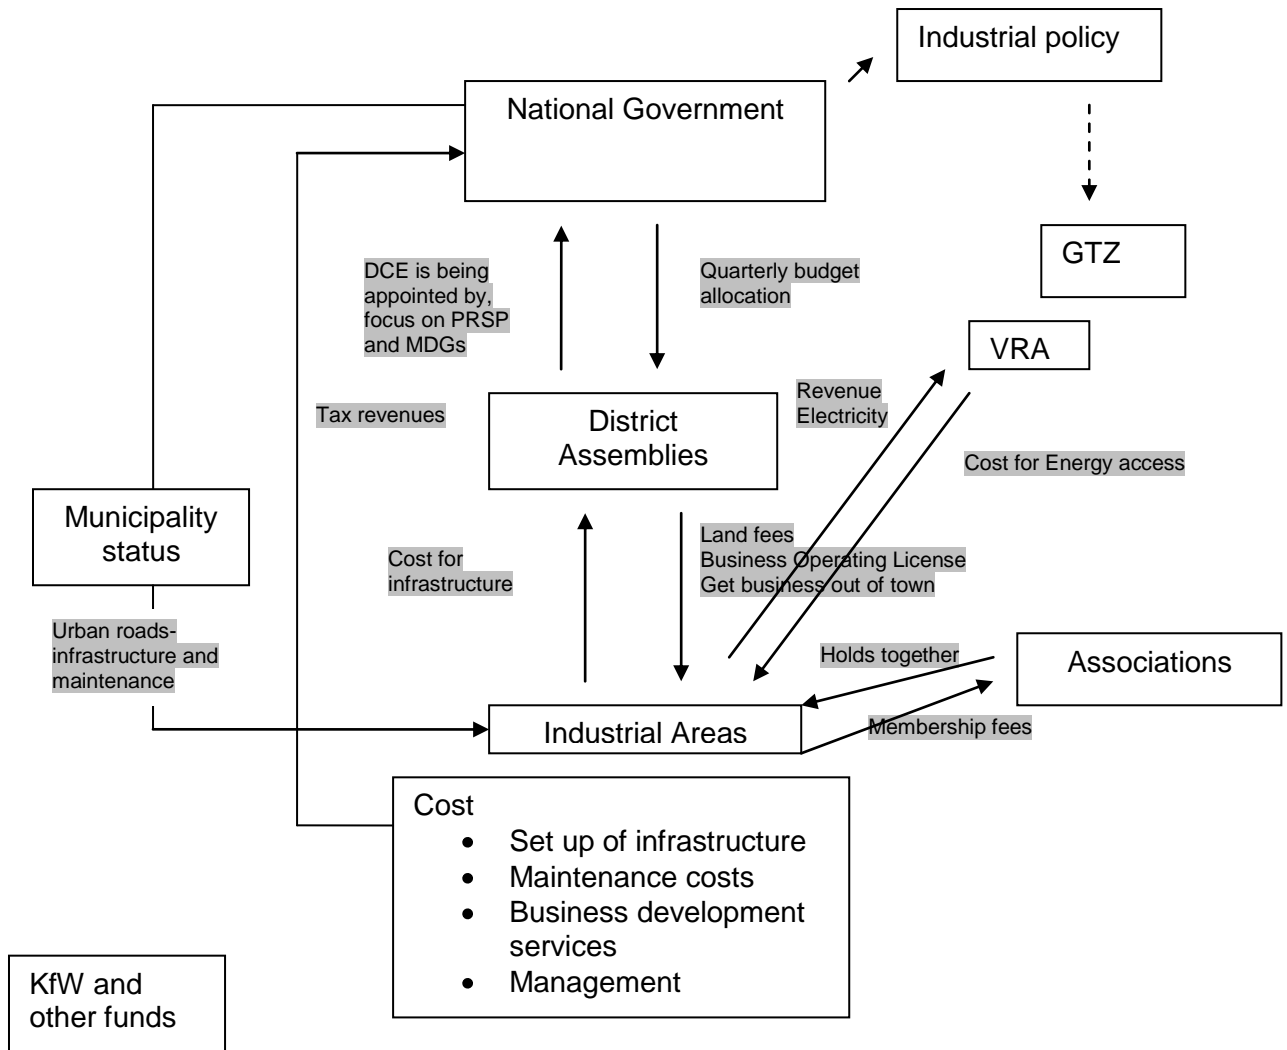 Industrial policy
National Government
GTZ
DCE is being
appointed by,
focus on PRSP
and MDGs
Quarterly budget
allocation
VRA
Tax revenues
District
Assemblies
Revenue
Electricity
Cost for Energy access
Municipality
status
Cost for
infrastructure
Land fees
Business Operating License
Get business out of town
Urban roads-
infrastructure and
maintenance
Holds together
Associations
Industrial Areas
Membership fees
Cost
• Set up of infrastructure
• Maintenance costs
• Business development
services
• Management
KfW and
other funds